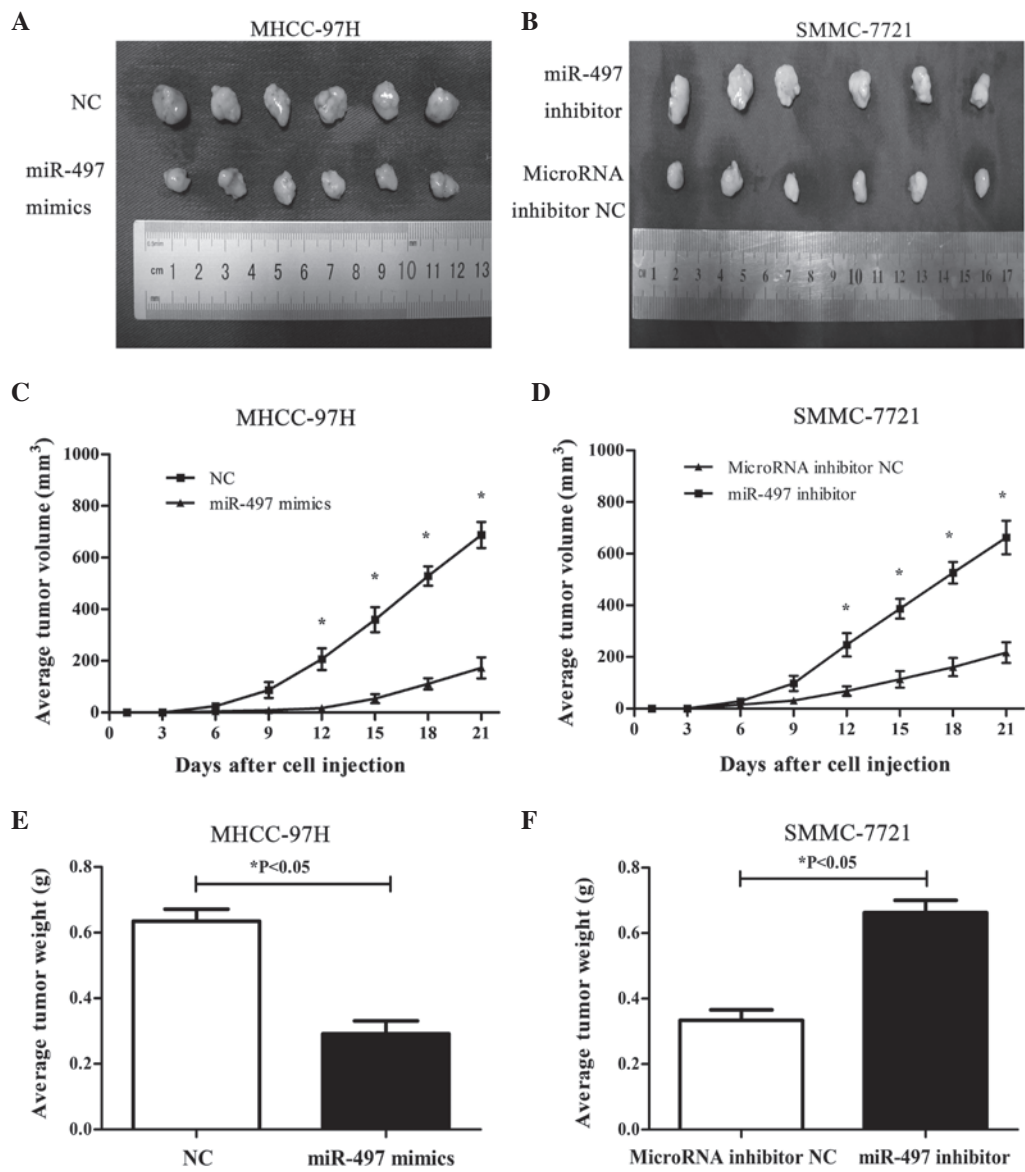 A
MHCC-97H
NC
miR-497
mimics
cm 1 2 3 4 5 6 7 8 9 10 11 12 13
B
SMMC-7721
miR-497
inhibitor
MicroRNA
inhibitor NC
1 2 3 4 5 6 7 8 9 10 11 12 13 14 15 16 17
C
MHCC-97H
Average tumor volume (mm³)
1000
800
600
400
200
0
NC
miR-497 mimics
*
*
*
*
0 3 6 9 12 15 18 21
Days after cell injection
D
SMMC-7721
Average tumor volume (mm³)
1000
800
600
400
200
0
MicroRNA inhibitor NC
miR-497 inhibitor
*
*
*
*
0 3 6 9 12 15 18 21
Days after cell injection
E
MHCC-97H
*P<0.05
Average tumor weight (g)
0.8
0.6
0.4
0.2
0.0
NC miR-497 mimics
F
SMMC-7721
*P<0.05
Average tumor weight (g)
0.8
0.6
0.4
0.2
0.0
MicroRNA inhibitor NC miR-497 inhibitor